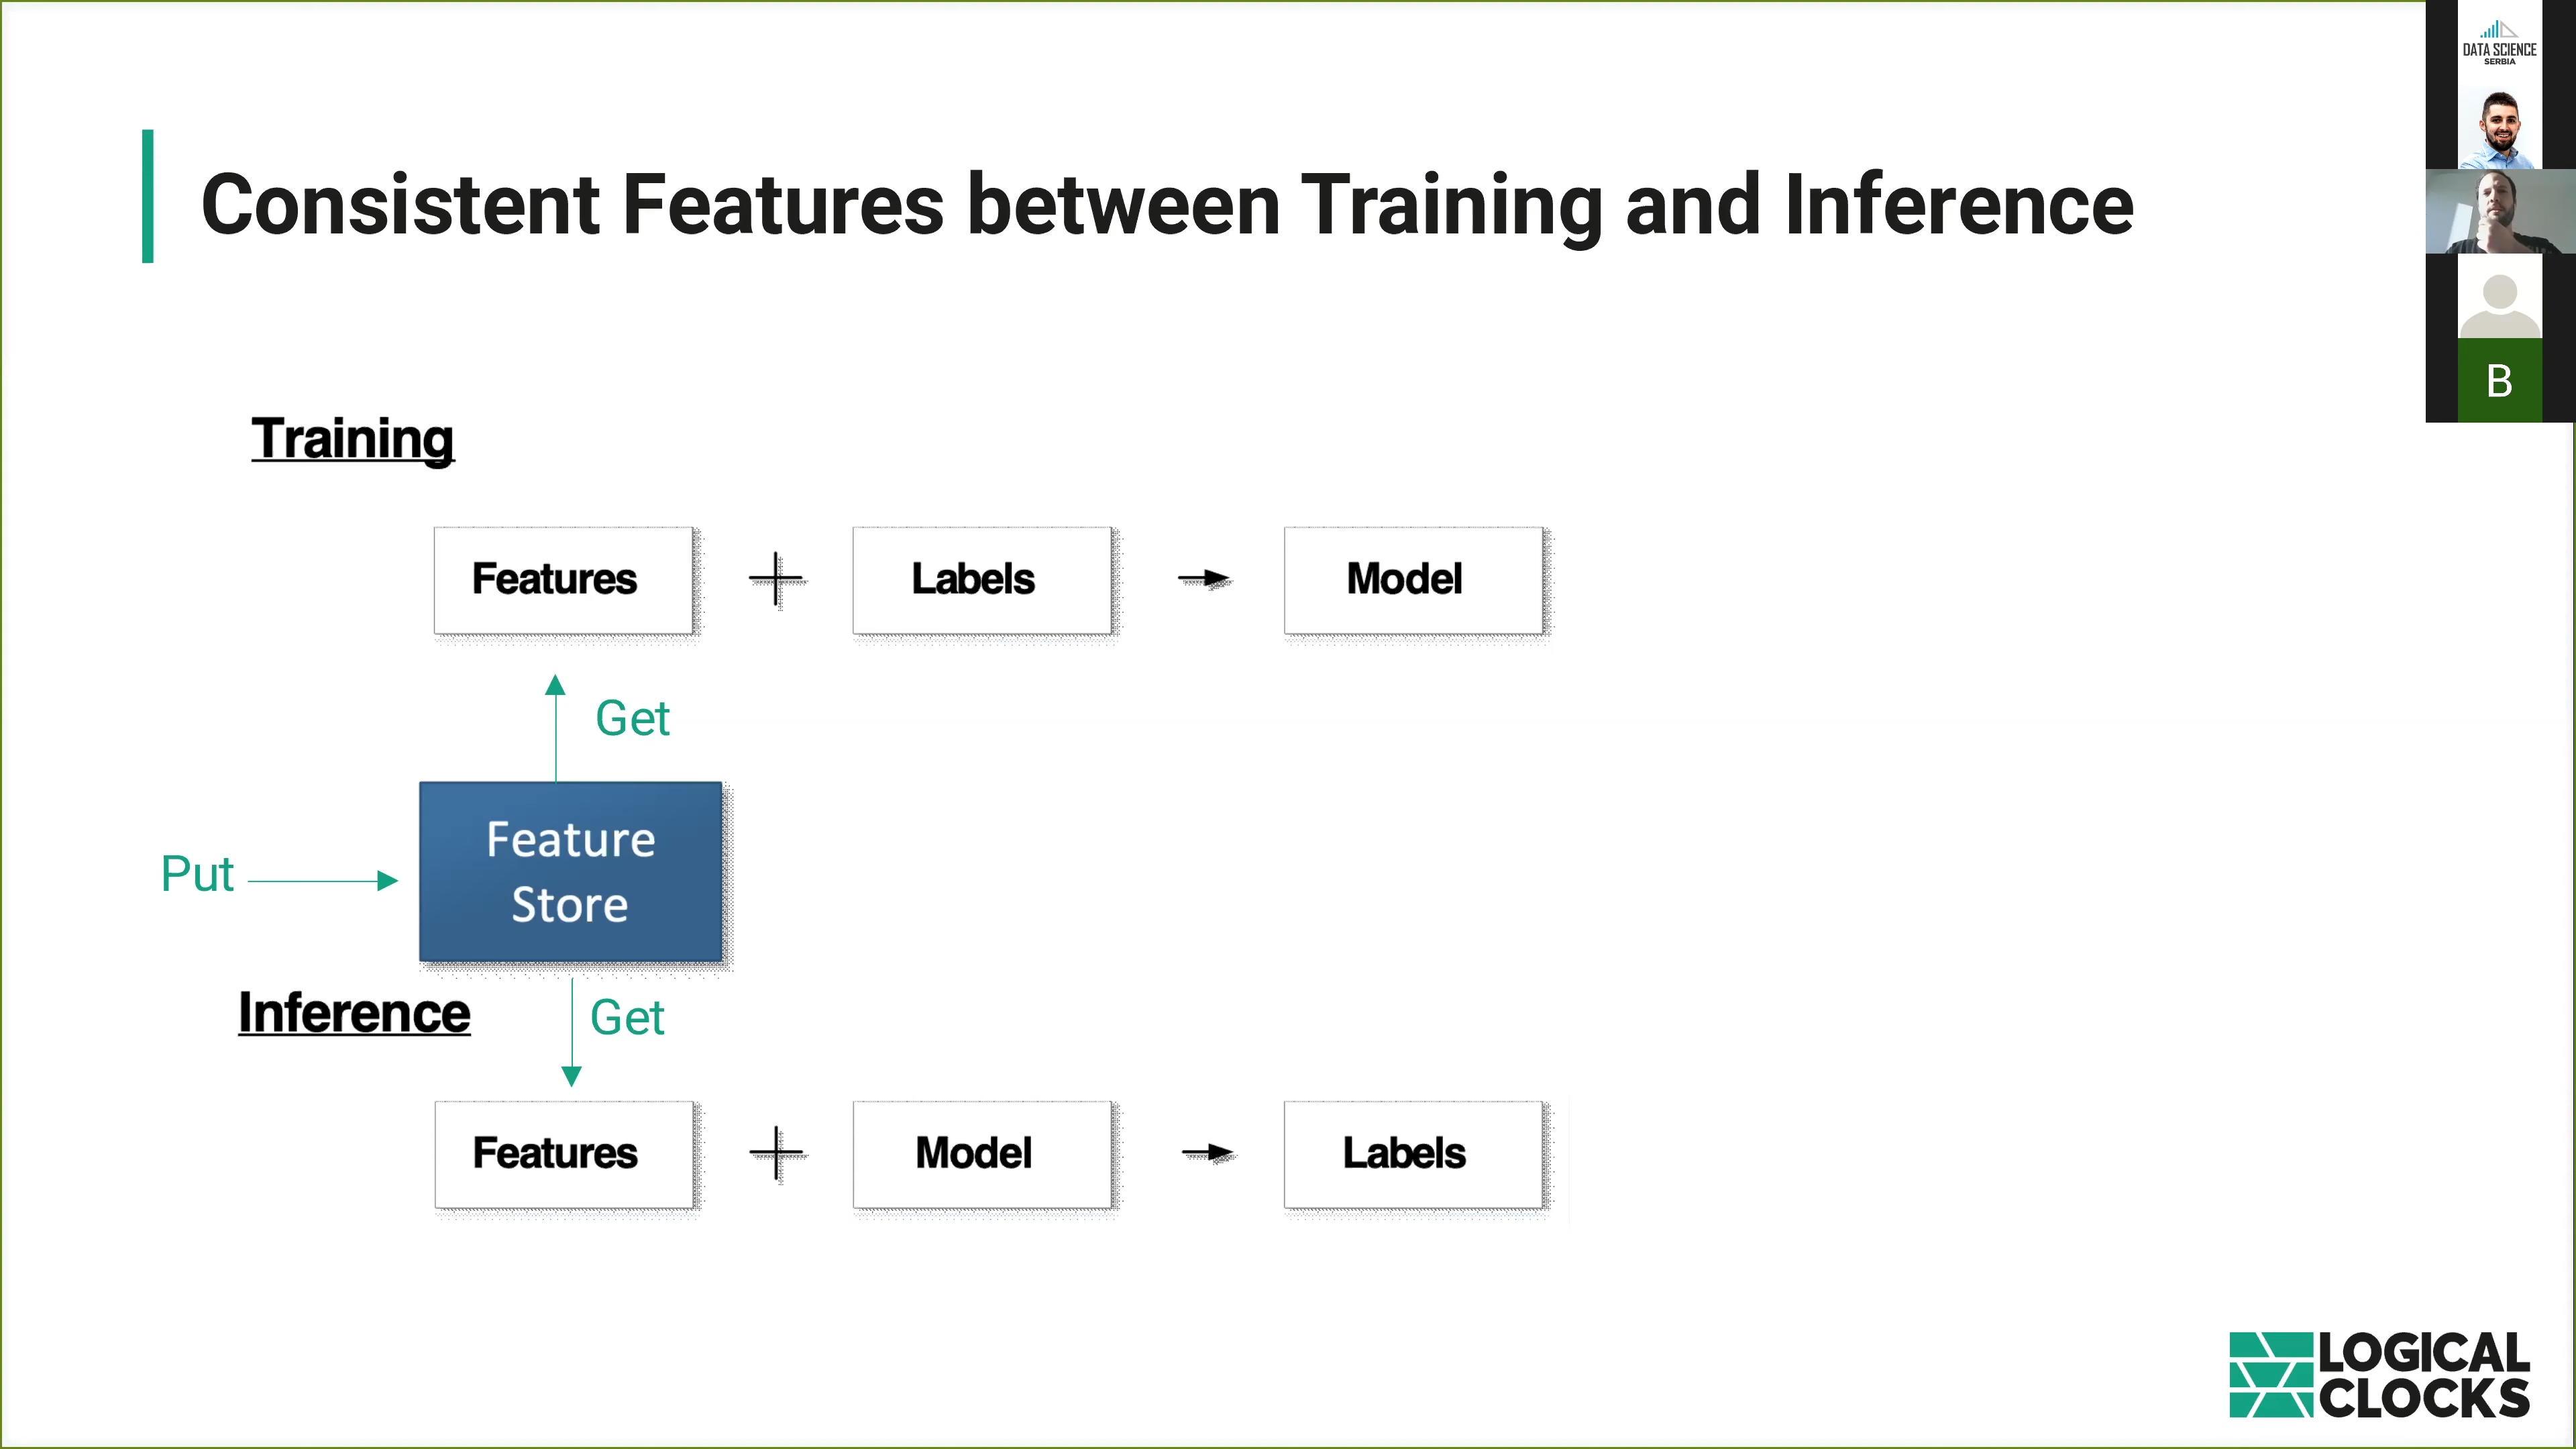 DATA SCIENCE
SERBIA
Consistent Features between Training and Inference
B
Training
Features + Labels → Model
Get
Feature
Store
Put
Inference
Get
Features + Model → Labels
LOGICAL
CLOCKS